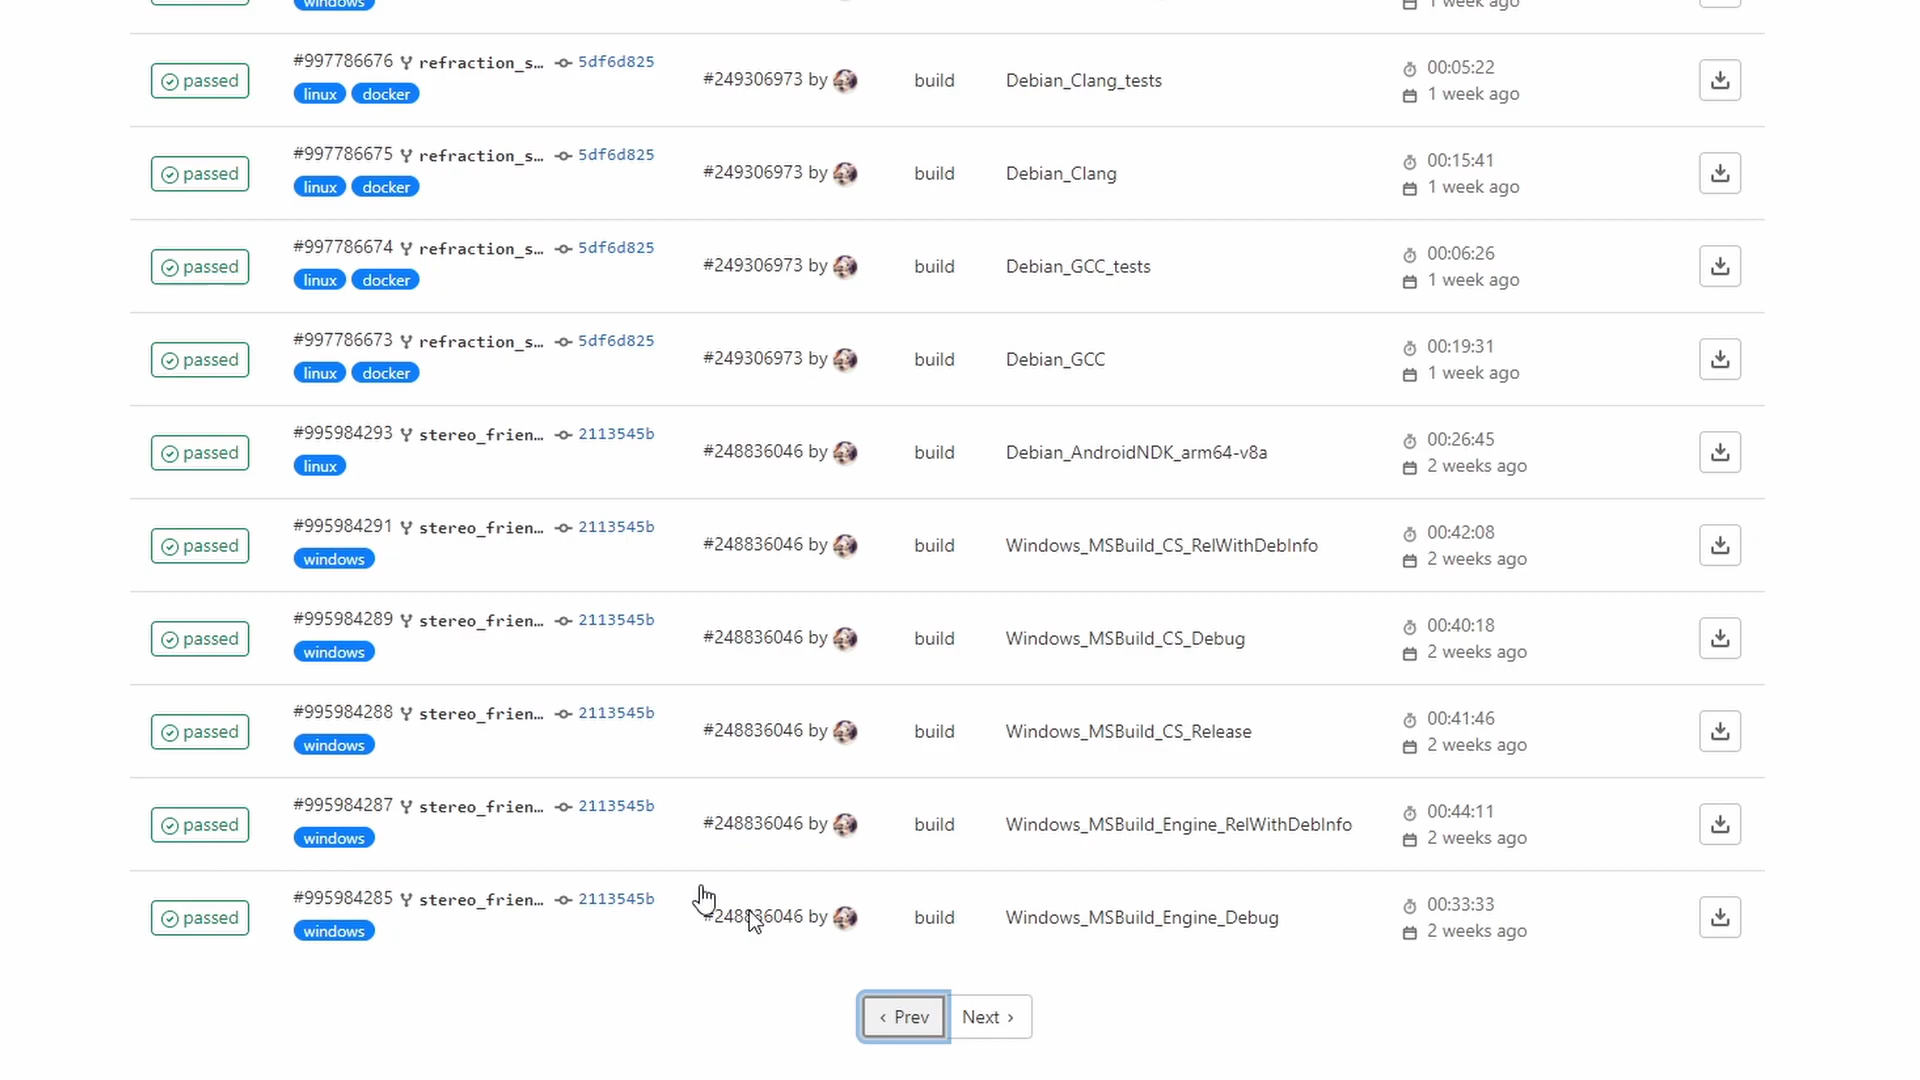 windows
1 week ago
passed
#997786676 refraction_s... 5df6d825
linux docker
#249306973 by
build
Debian_Clang_tests
00:05:22
1 week ago
passed
#997786675 refraction_s... 5df6d825
linux docker
#249306973 by
build
Debian_Clang
00:15:41
1 week ago
passed
#997786674 refraction_s... 5df6d825
linux docker
#249306973 by
build
Debian_GCC_tests
00:06:26
1 week ago
passed
#997786673 refraction_s... 5df6d825
linux docker
#249306973 by
build
Debian_GCC
00:19:31
1 week ago
passed
#995984293 stereo_frien... 2113545b
linux
#248836046 by
build
Debian_AndroidNDK_arm64-v8a
00:26:45
2 weeks ago
passed
#995984291 stereo_frien... 2113545b
windows
#248836046 by
build
Windows_MSBuild_CS_RelWithDebInfo
00:42:08
2 weeks ago
passed
#995984289 stereo_frien... 2113545b
windows
#248836046 by
build
Windows_MSBuild_CS_Debug
00:40:18
2 weeks ago
passed
#995984288 stereo_frien... 2113545b
windows
#248836046 by
build
Windows_MSBuild_CS_Release
00:41:46
2 weeks ago
passed
#995984287 stereo_frien... 2113545b
windows
#248836046 by
build
Windows_MSBuild_Engine_RelWithDebInfo
00:44:11
2 weeks ago
passed
#995984285 stereo_frien... 2113545b
windows
#248836046 by
build
Windows_MSBuild_Engine_Debug
00:33:33
2 weeks ago
‹ Prev
Next ›